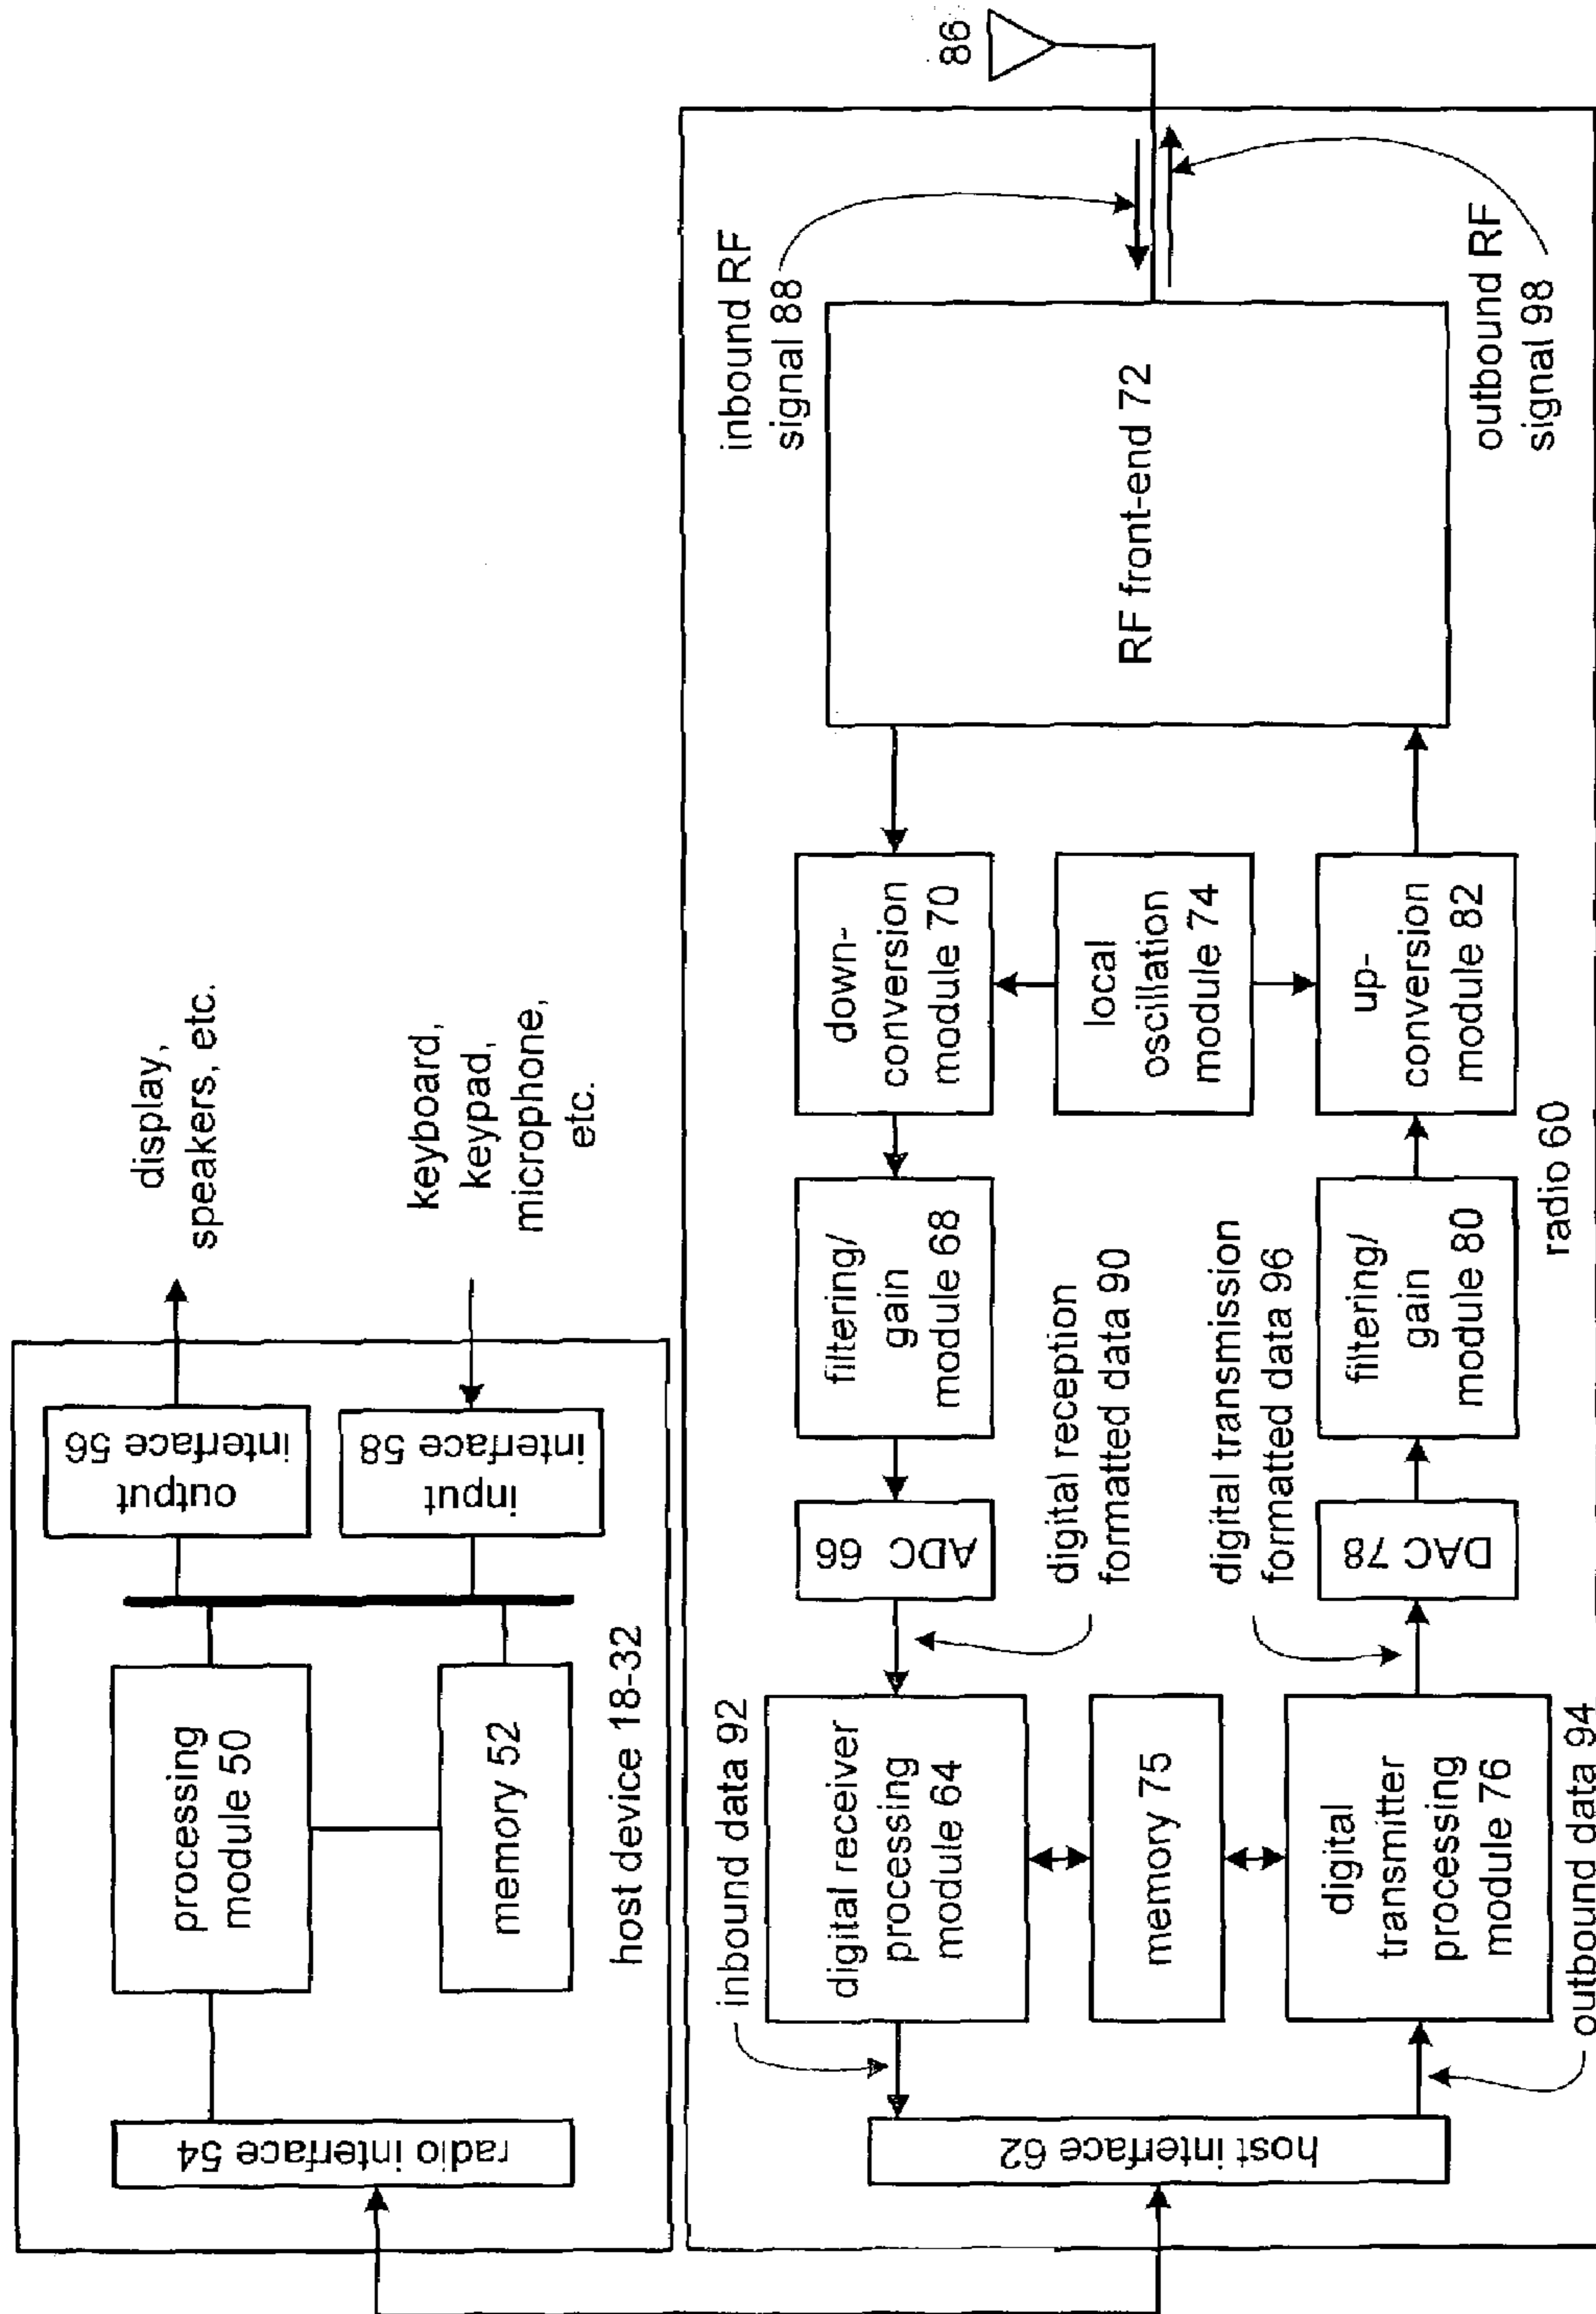 radio interface 54
processing
module 50
memory 52
host device 18-32
output
interface 56
input
interface 58
display,
speakers, etc.
keyboard,
keypad,
microphone,
etc.
host interface 62
inbound data 92
digital receiver
processing
module 64
memory 75
digital
transmitter
processing
module 76
outbound data 94
ADC 66
digital reception
formatted data 90
digital transmission
formatted data 96
DAC 78
filtering/
gain
module 68
filtering/
gain
module 80
radio 60
down-
conversion
module 70
local
oscillation
module 74
up-
conversion
module 82
RF front-end 72
inbound RF
signal 88
outbound RF
signal 98
86